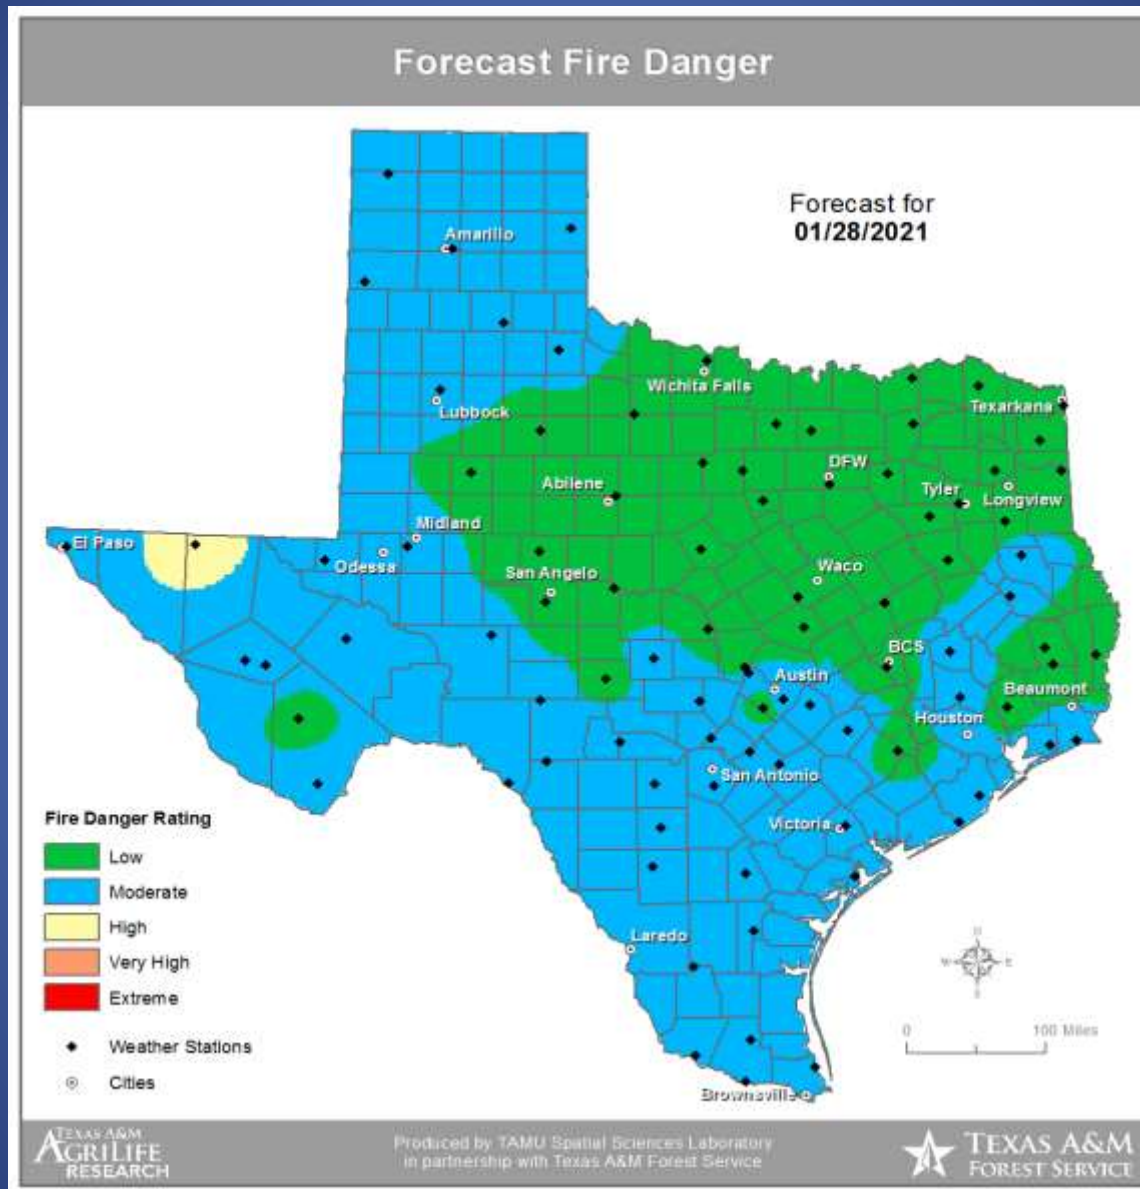 Forecast Fire Danger
Forecast for
01/28/2021
Amarillo
Wichita Falls
Lubbock
Texarkana
DFW
Abilene
Tyler
Longview
Midland
El Paso
Odessa
San Angelo
Waco
BCS
Austin
Beaumont
Houston
San Antonio
Fire Danger Rating
Victoria
Low
Moderate
High
Laredo
Very High
W
E
Extreme
0
100 Miles
Weather Stations
Cities
Brownsville
TEXAS A&M
AGRILIFE
RESEARCH
Produced by TAMU Spatial Sciences Laboratory
in partnership with Texas A&M Forest Service
TEXAS A&M
FOREST SERVICE